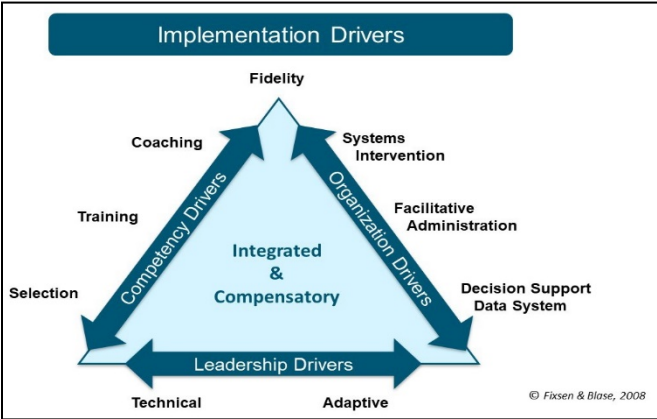 Implementation Drivers
Fidelity
Coaching
Systems
Intervention
Training
Competency Drivers
Organization Drivers
Facilitative
Administration
Integrated
&
Compensatory
Selection
Decision Support
Data System
Leadership Drivers
Technical
Adaptive
© Fixsen & Blase, 2008